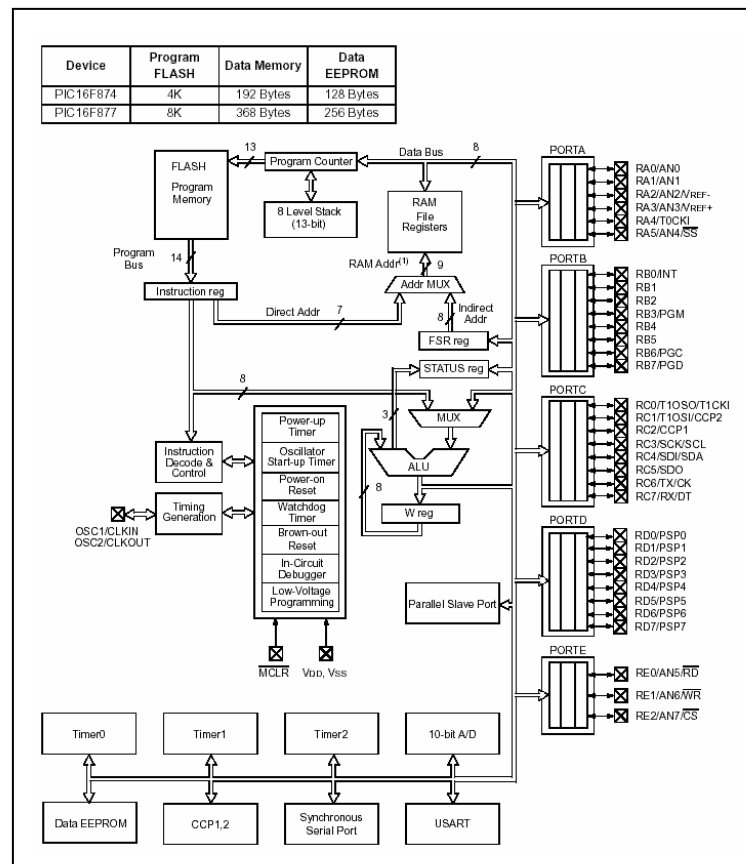 Device Program FLASH Data Memory Data EEPROM
PIC16F874 4K 192 Bytes 128 Bytes
PIC16F877 8K 368 Bytes 256 Bytes
13
Data Bus
8
FLASH
Program
Memory
Program Counter
8 Level Stack
(13-bit)
RAM
File
Registers
Program
Bus
14
RAM Addr(1)
9
Addr MUX
Instruction reg
Direct Addr
7
8
Indirect
Addr
FSR reg
STATUS reg
8
3
MUX
ALU
8
W reg
Instruction
Decode &
Control
Timing
Generation
OSC1/CLKIN
OSC2/CLKOUT
Power-up
Timer
Oscillator
Start-up Timer
Power-on
Reset
Watchdog
Timer
Brown-out
Reset
In-Circuit
Debugger
Low-Voltage
Programming
MCLR
VDD, VSS
Parallel Slave Port
PORTA
RA0/AN0
RA1/AN1
RA2/AN2/VREF-
RA3/AN3/VREF+
RA4/T0CKI
RA5/AN4/SS
PORTB
RB0/INT
RB1
RB2
RB3/PGM
RB4
RB5
RB6/PGC
RB7/PGD
PORTC
RC0/T1OSO/T1CKI
RC1/T1OSI/CCP2
RC2/CCP1
RC3/SCK/SCL
RC4/SDI/SDA
RC5/SDO
RC6/TX/CK
RC7/RX/DT
PORTD
RD0/PSP0
RD1/PSP1
RD2/PSP2
RD3/PSP3
RD4/PSP4
RD5/PSP5
RD6/PSP6
RD7/PSP7
PORTE
RE0/AN5/RD
RE1/AN6/WR
RE2/AN7/CS
Timer0
Timer1
Timer2
10-bit A/D
Data EEPROM
CCP1,2
Synchronous
Serial Port
USART